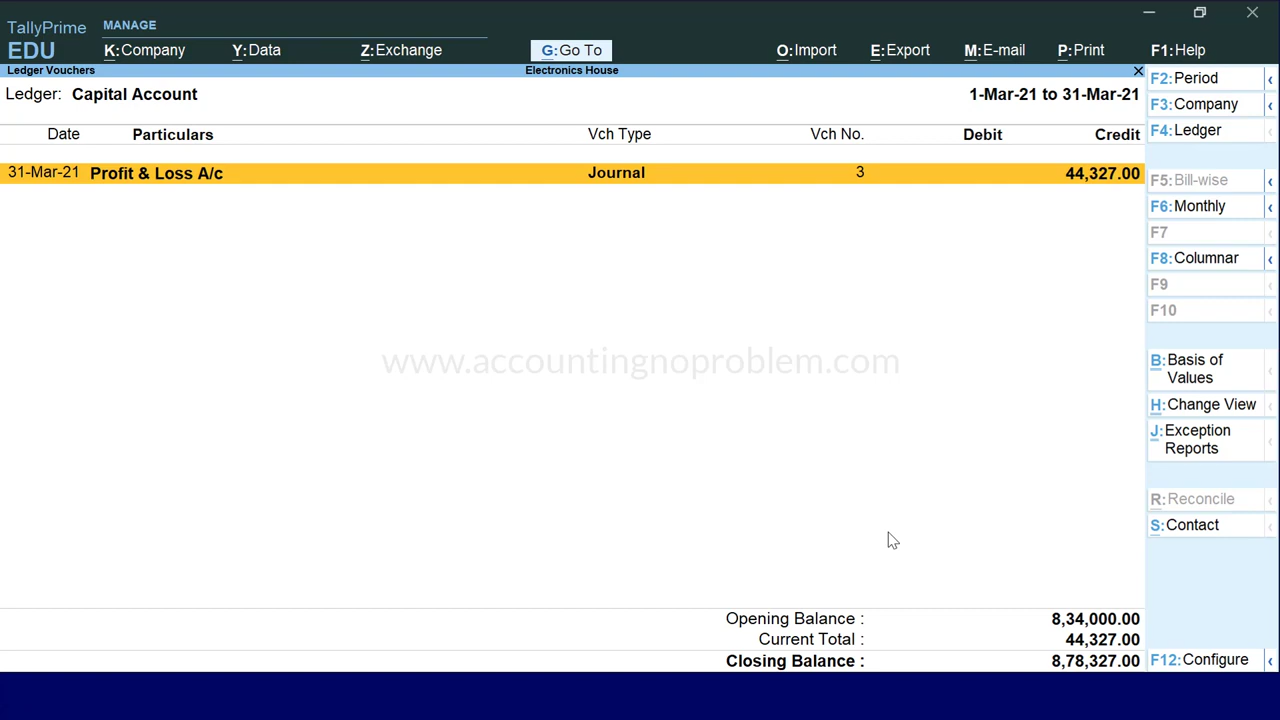 TallyPrime MANAGE
EDU K:Company Y:Data Z:Exchange G:Go To O:Import E:Export M:E-mail P:Print F1:Help
Ledger Vouchers Electronics House
Ledger: Capital Account 1-Mar-21 to 31-Mar-21
Date Particulars Vch Type Vch No. Debit Credit
31-Mar-21 Profit & Loss A/c Journal 3 44,327.00
www.accountingnoproblem.com
Opening Balance : 8,34,000.00
Current Total : 44,327.00
Closing Balance : 8,78,327.00
F2:Period
F3:Company
F4:Ledger
F5:Bill-wise
F6:Monthly
F7
F8:Columnar
F9
F10
B:Basis of
Values
H:Change View
J:Exception
Reports
R:Reconcile
S:Contact
F12:Configure